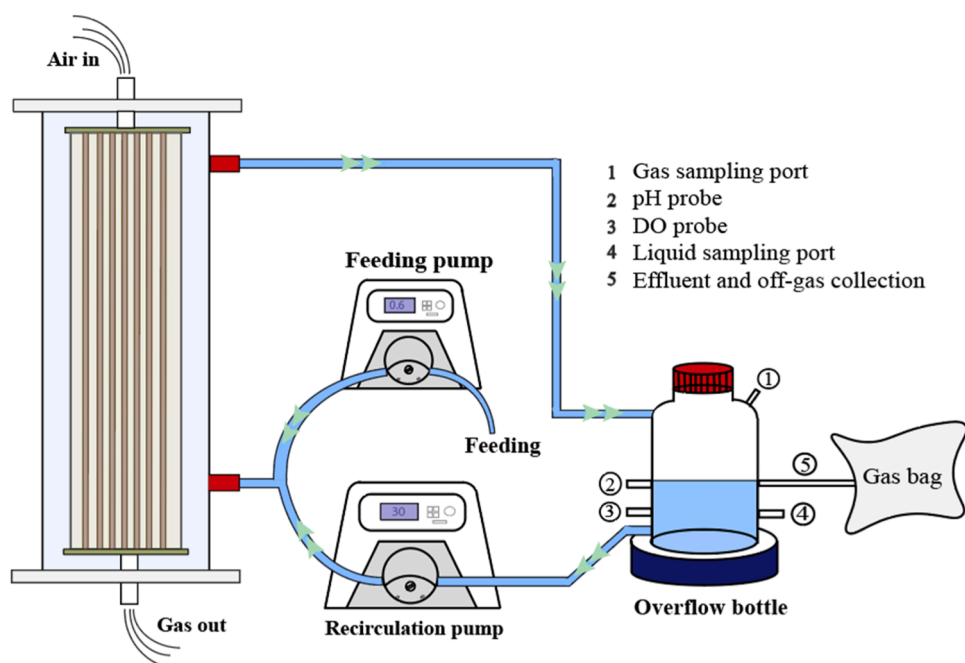 Air in
1 Gas sampling port
2 pH probe
3 DO probe
4 Liquid sampling port
5 Effluent and off-gas collection
Feeding pump
0.6
Feeding
1
5
Gas bag
2
3
4
30
Overflow bottle
Gas out
Recirculation pump